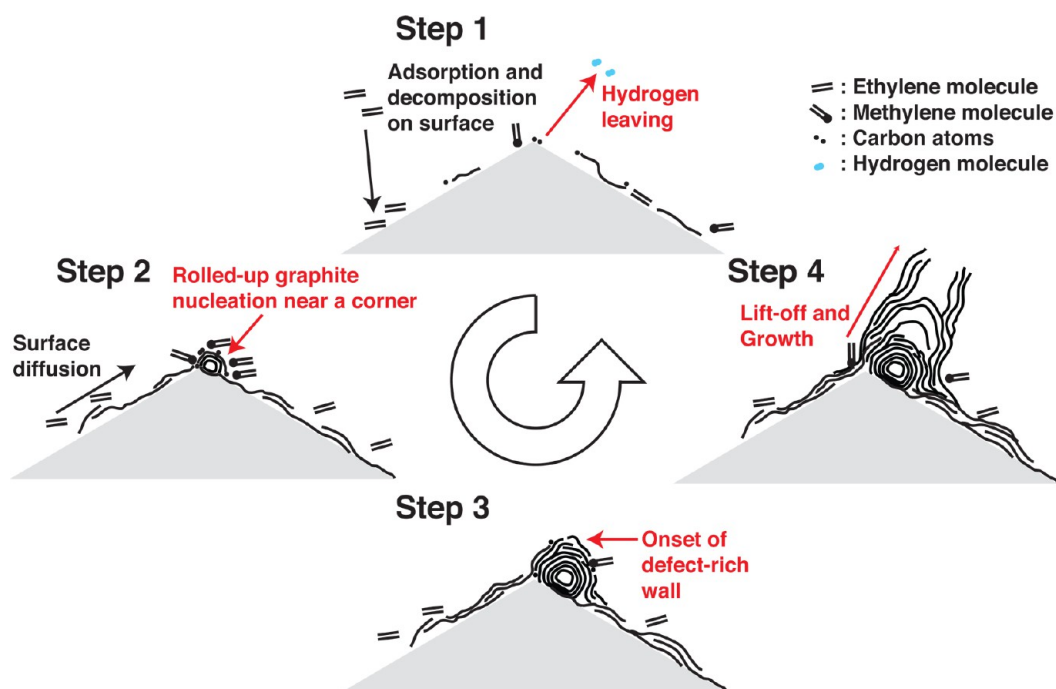 Step 1
Adsorption and
decomposition
on surface
Hydrogen
leaving
: Ethylene molecule
: Methylene molecule
: Carbon atoms
: Hydrogen molecule
Step 2
Rolled-up graphite
nucleation near a corner
Surface
diffusion
Step 4
Lift-off and
Growth
Step 3
Onset of
defect-rich
wall